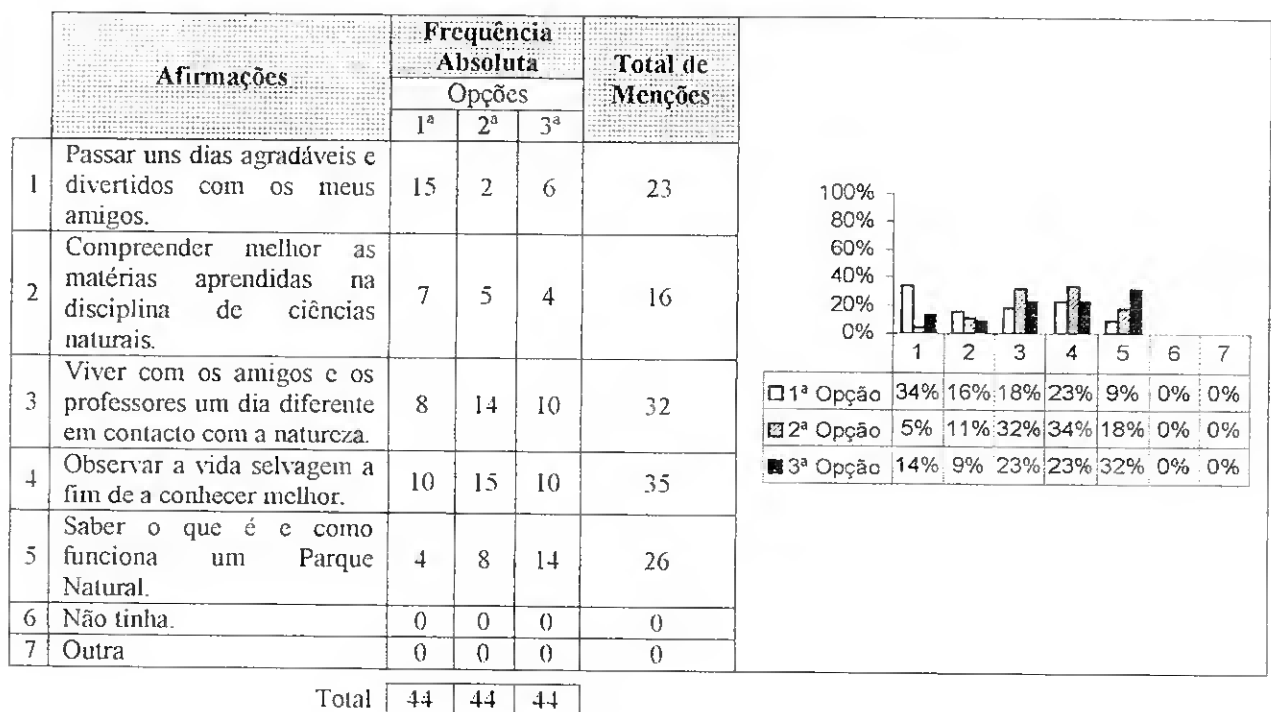 Afirmações
Frequência
Absoluta
Total de
Menções
Opções
1ª 2ª 3ª
1 Passar uns dias agradáveis e
divertidos com os meus
amigos.
15 2 6 23
2 Compreender melhor as
matérias aprendidas na
disciplina de ciências
naturais.
7 5 4 16
3 Viver com os amigos e os
professores um dia diferente
em contacto com a natureza.
8 14 10 32
4 Observar a vida selvagem a
fim de a conhecer melhor.
10 15 10 35
5 Saber o que é e como
funciona um Parque
Natural.
4 8 14 26
6 Não tinha. 0 0 0 0
7 Outra 0 0 0 0
Total 44 44 44
100%
80%
60%
40%
20%
0%
1 2 3 4 5 6 7
1ª Opção 34% 16% 18% 23% 9% 0% 0%
2ª Opção 5% 11% 32% 34% 18% 0% 0%
3ª Opção 14% 9% 23% 23% 32% 0% 0%